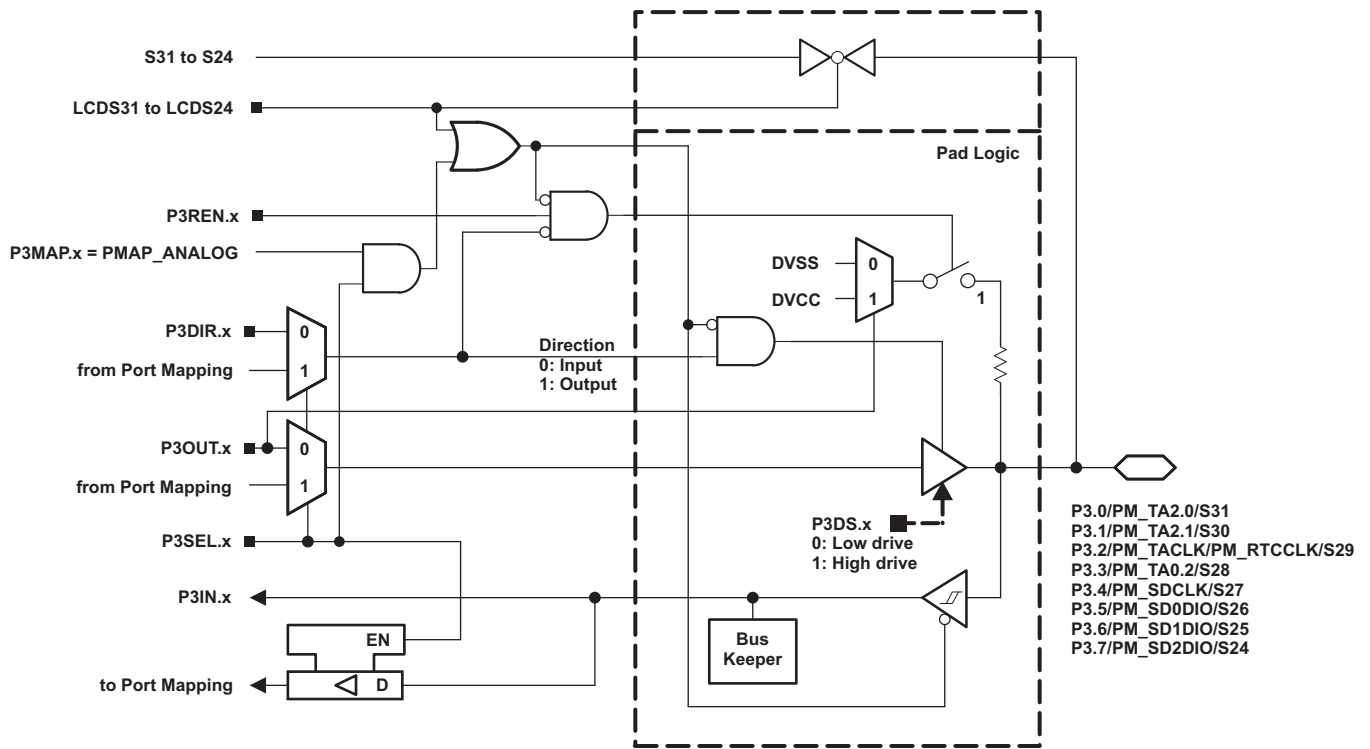 S31 to S24
LCDS31 to LCDS24
Pad Logic
P3REN.x
P3MAP.x = PMAP_ANALOG
DVSS
0
DVCC
1
1
P3DIR.x
0
from Port Mapping
1
Direction
0: Input
1: Output
P3OUT.x
0
from Port Mapping
1
P3SEL.x
P3DS.x
0: Low drive
1: High drive
P3.0/PM_TA2.0/S31
P3.1/PM_TA2.1/S30
P3.2/PM_TACLK/PM_RTCCLK/S29
P3.3/PM_TA0.2/S28
P3.4/PM_SDCLK/S27
P3.5/PM_SD0DIO/S26
P3.6/PM_SD1DIO/S25
P3.7/PM_SD2DIO/S24
P3IN.x
Bus
Keeper
EN
to Port Mapping
D